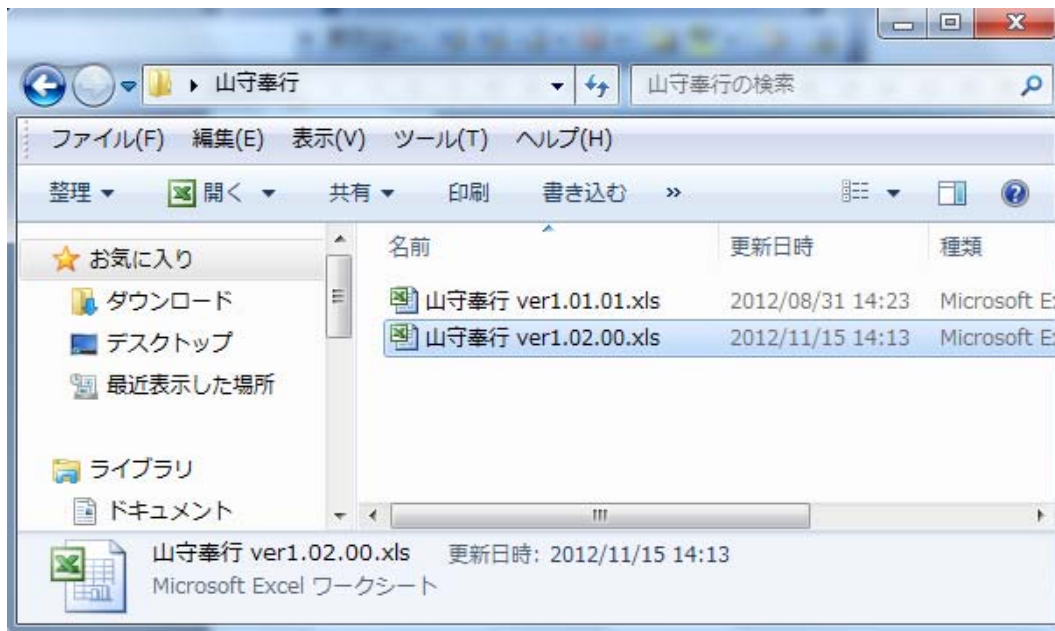 山守奉行
山守奉行の検索
ファイル(F) 編集(E) 表示(V) ツール(T) ヘルプ(H)
整理 開く 共有 印刷 書き込む »
お気に入り
ダウンロード
デスクトップ
最近表示した場所
ライブラリ
ドキュメント
名前 更新日時 種類
山守奉行 ver1.01.01.xls 2012/08/31 14:23 Microsoft E
山守奉行 ver1.02.00.xls 2012/11/15 14:13 Microsoft E
山守奉行 ver1.02.00.xls 更新日時: 2012/11/15 14:13
Microsoft Excel ワークシート